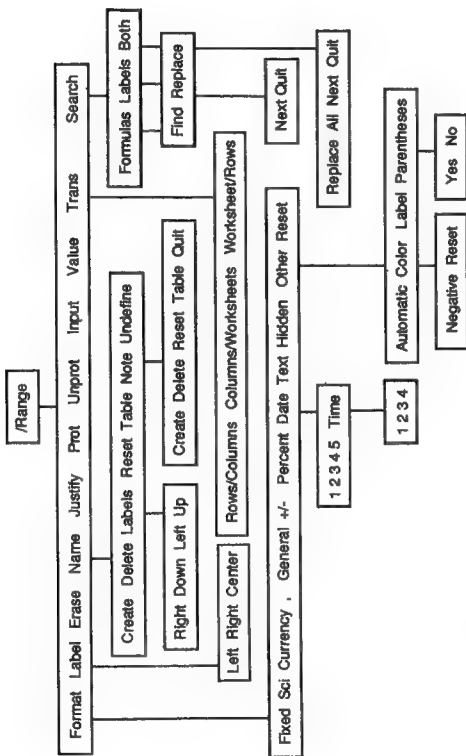 /Range
Format Label Erase Name Justify Prot Unprot Input Value Trans Search
Create Delete Labels Reset Table Note Undefine
Formulas Labels Both
Right Down Left Up
Create Delete Reset Table Quit
Find Replace
Left Right Center
Rows/Columns Columns/Worksheets Worksheet/Rows
Next Quit
Fixed Sci Currency , General +/- Percent Date Text Hidden Other Reset
Replace All Next Quit
1 2 3 4 5 Time
Automatic Color Label Parentheses
1 2 3 4
Negative Reset
Yes No